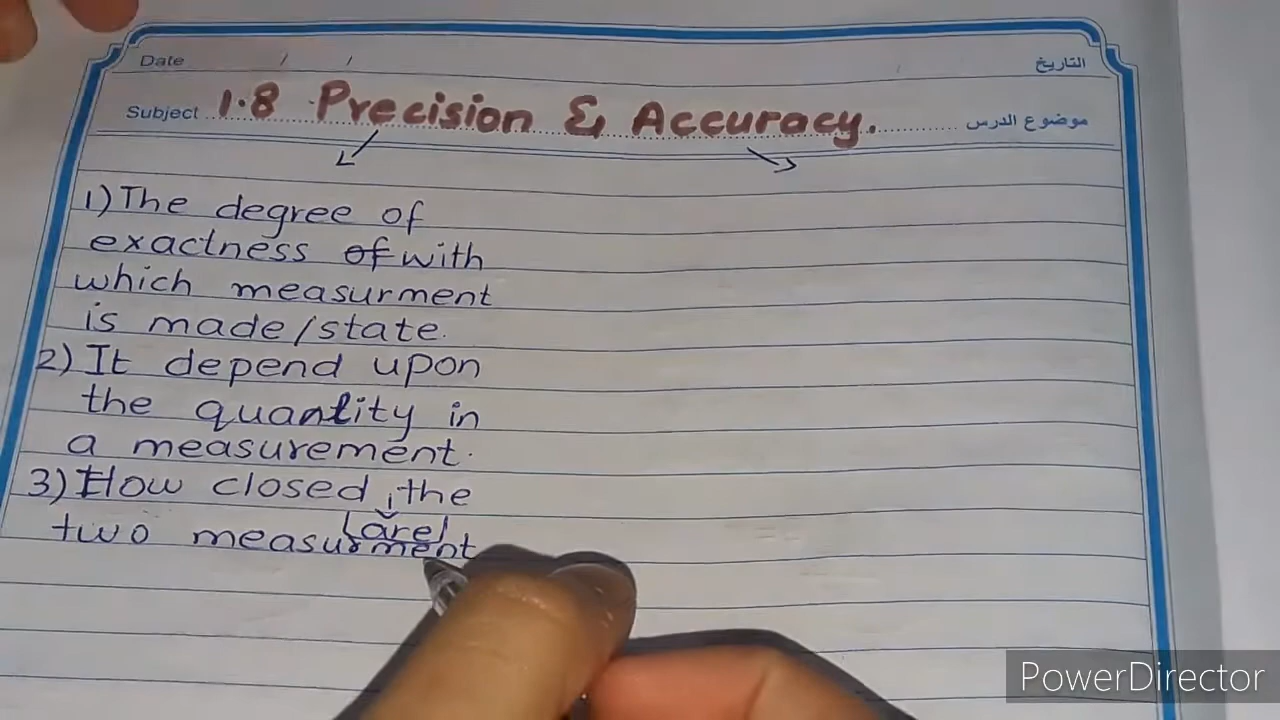 Date / / التاريخ
Subject 1.8 Precision & Accuracy. موضوع الدرس
1) The degree of
exactness of with
which measurment
is made/state.
2) It depend upon
the quantity in
a measurement.
3) How closed the
(are)
two measurment
PowerDirector